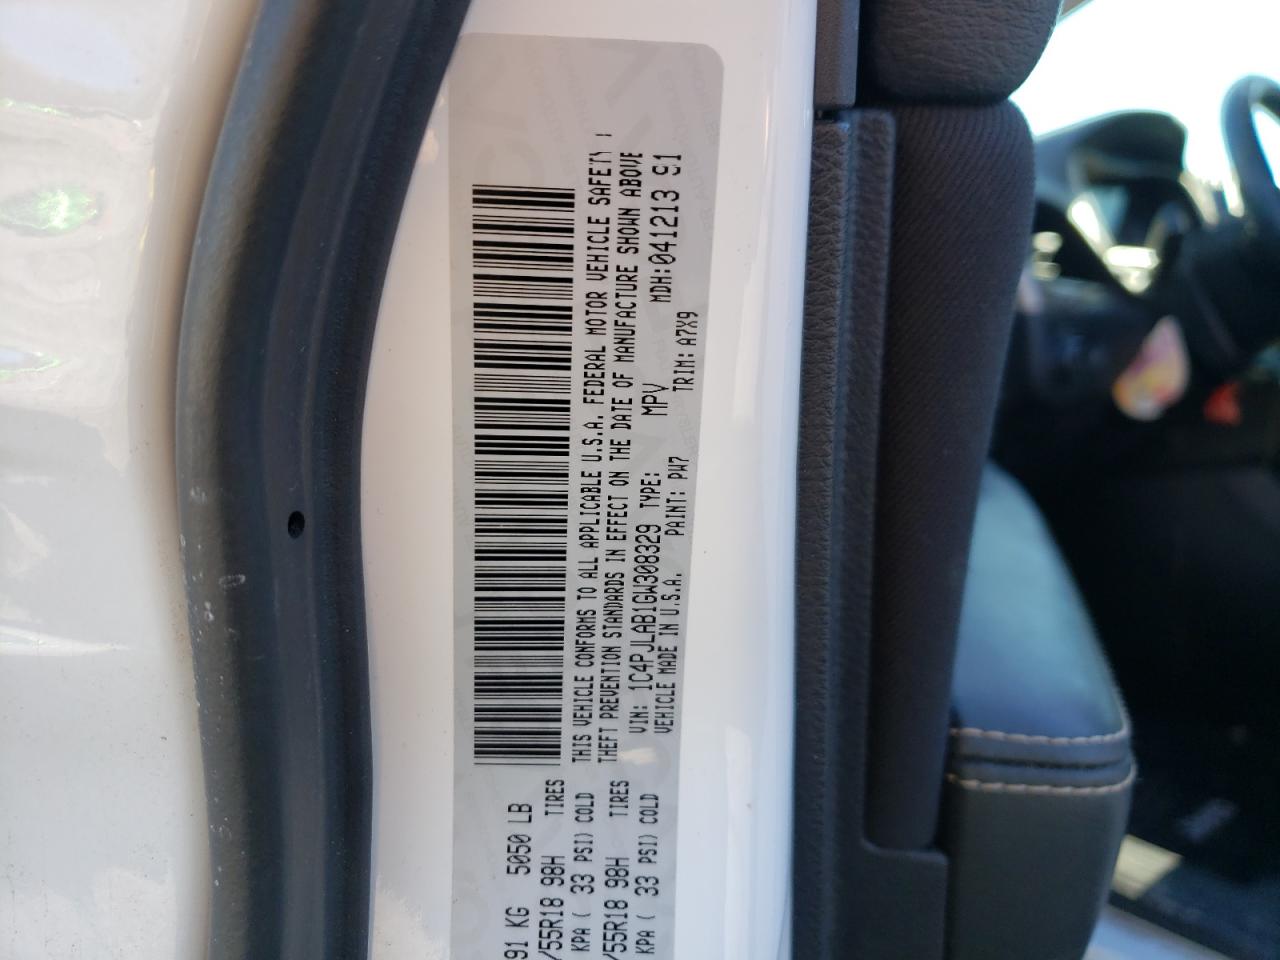 91 KG 5050 LB
/55R18 98H TIRES
KPA ( 33 PSI) COLD
/55R18 98H TIRES
KPA ( 33 PSI) COLD
THIS VEHICLE CONFORMS TO ALL APPLICABLE U.S.A. FEDERAL MOTOR VEHICLE SAFETY
THEFT PREVENTION STANDARDS IN EFFECT ON THE DATE OF MANUFACTURE SHOWN ABOVE
VIN: 1C4PJLAB1GW308329 TYPE: MPV MDH:041213 91
VEHICLE MADE IN U.S.A. PAINT: PW7 TRIM: A7X9